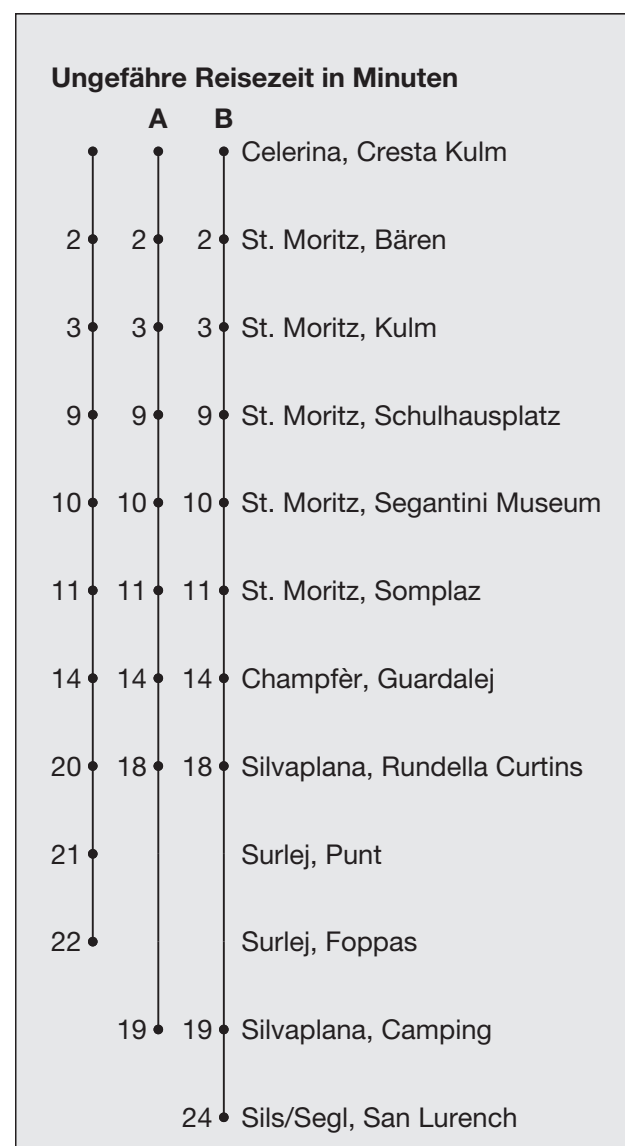 Ungefähre Reisezeit in Minuten
A B
Celerina, Cresta Kulm
2 2 2 St. Moritz, Bären
3 3 3 St. Moritz, Kulm
9 9 9 St. Moritz, Schulhausplatz
10 10 10 St. Moritz, Segantini Museum
11 11 11 St. Moritz, Somplaz
14 14 14 Champfèr, Guardalej
20 18 18 Silvaplana, Rundella Curtins
21 Surlej, Punt
22 Surlej, Foppas
19 19 Silvaplana, Camping
24 Sils/Segl, San Lurench